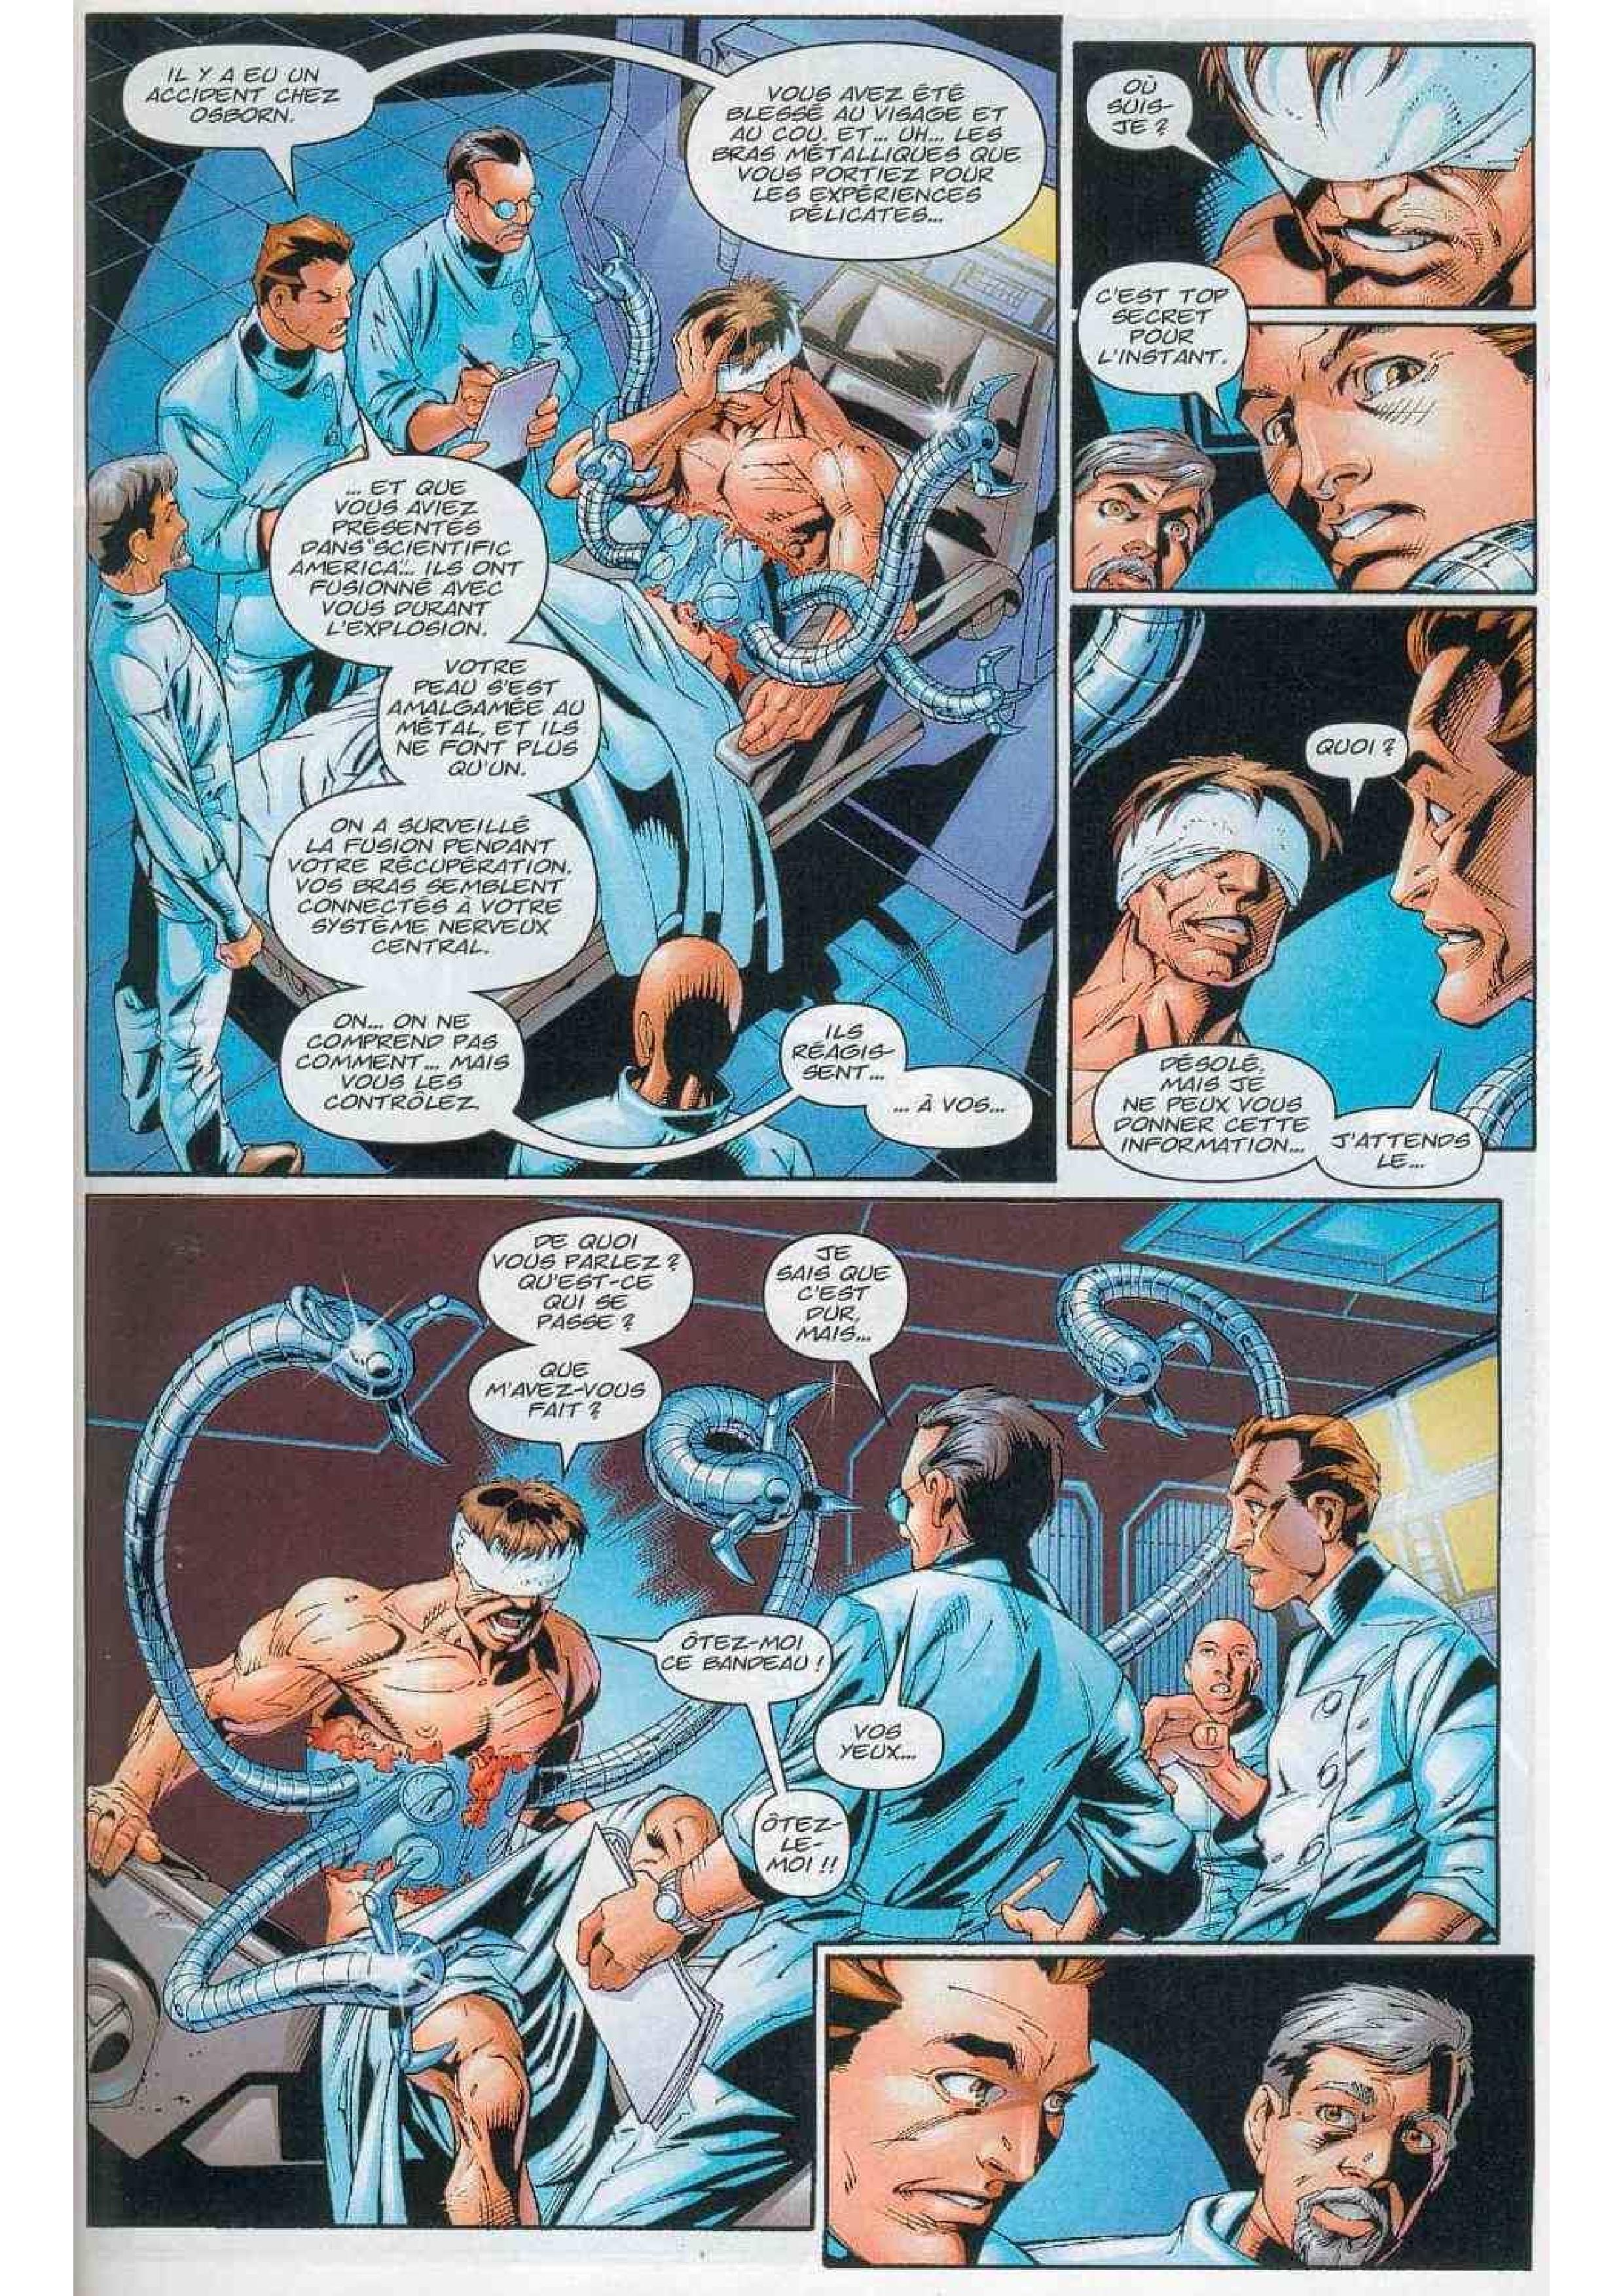 IL Y A EU UN
ACCIDENT CHEZ
OSBORN.
VOUS AVEZ ÉTÉ
BLESSÉ AU VISAGE ET
AU COU. ET... UH... LES
BRAS MÉTALLIQUES QUE
VOUS PORTIEZ POUR
LES EXPÉRIENCES
DÉLICATES...
... ET QUE
VOUS AVIEZ
PRÉSENTÉS
DANS "SCIENTIFIC
AMERICA"... ILS ONT
FUSIONNÉ AVEC
VOUS DURANT
L'EXPLOSION.
VOTRE
PEAU S'EST
AMALGAMÉE AU
MÉTAL, ET ILS
NE FONT PLUS
QU'UN.
ON A SURVEILLÉ
LA FUSION PENDANT
VOTRE RÉCUPÉRATION.
VOS BRAS SEMBLENT
CONNECTÉS À VOTRE
SYSTÈME NERVEUX
CENTRAL.
ON... ON NE
COMPREND PAS
COMMENT... MAIS
VOUS LES
CONTRÔLEZ.
ILS
RÉAGIS-
SENT...
... À VOS...
OÙ
SUIS-
JE ?
C'EST TOP
SECRET
POUR
L'INSTANT.
QUOI ?
DÉSOLÉ,
MAIS JE
NE PEUX VOUS
DONNER CETTE
INFORMATION...
J'ATTENDS
LE...
DE QUOI
VOUS PARLEZ ?
QU'EST-CE
QUI SE
PASSE ?
QUE
M'AVEZ-VOUS
FAIT ?
JE
SAIS QUE
C'EST
DUR,
MAIS...
ÔTEZ-MOI
CE BANDEAU !
VOS
YEUX...
ÔTEZ-
LE-
MOI !!